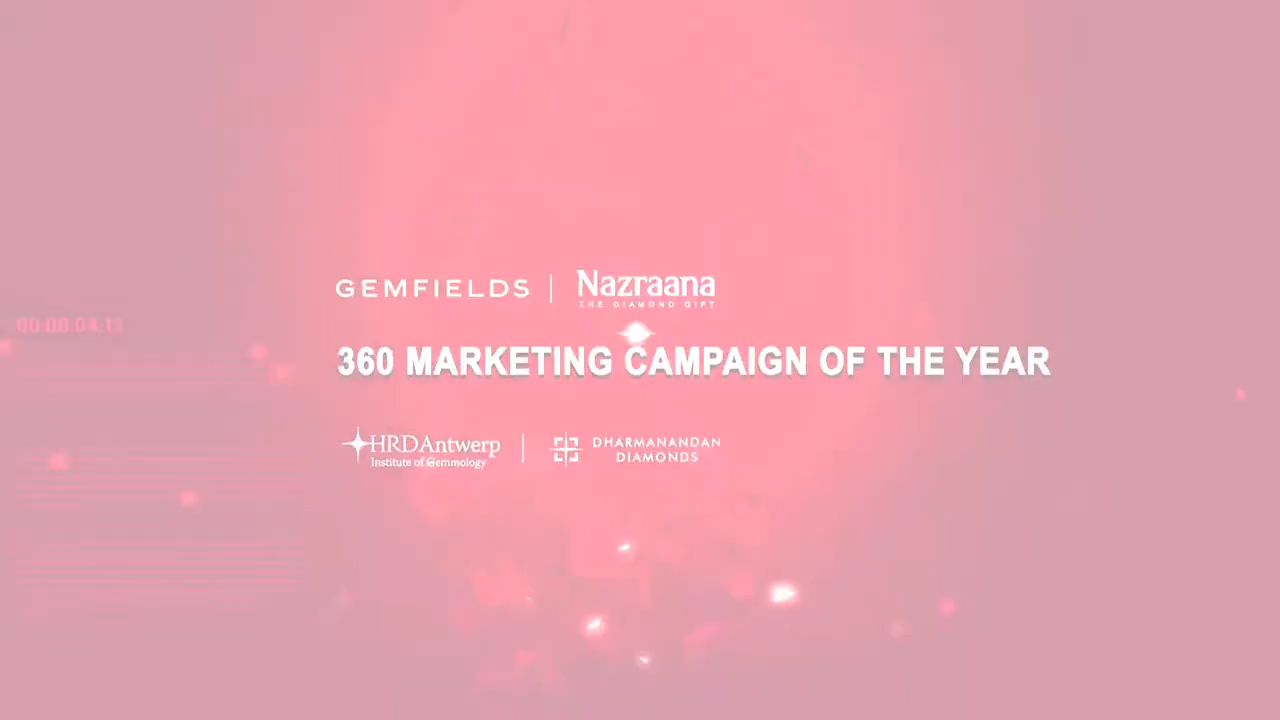 GEMFIELDS | Nazraana
THE DIAMOND GIFT
360 MARKETING CAMPAIGN OF THE YEAR
HRDAntwerp
Institute of Gemmology
DHARMANANDAN
DIAMONDS